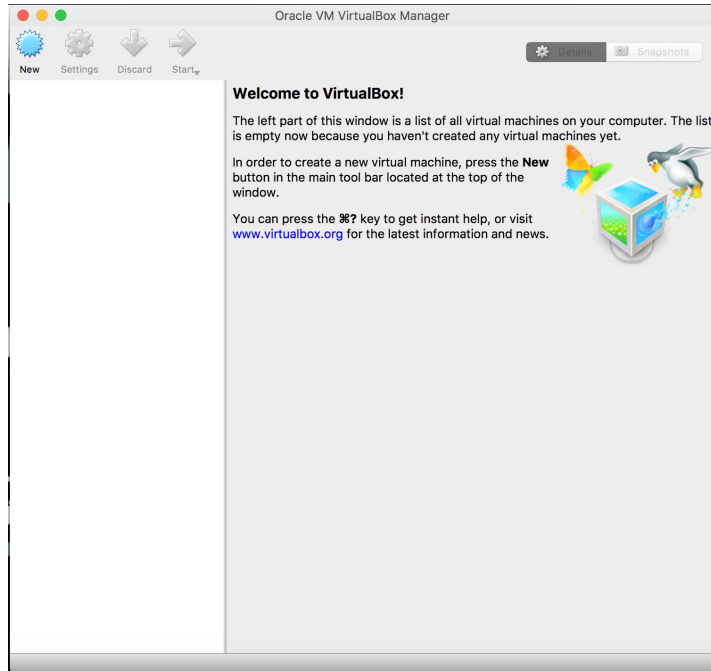 Oracle VM VirtualBox Manager
New Settings Discard Start
Details Snapshots
Welcome to VirtualBox!
The left part of this window is a list of all virtual machines on your computer. The list
is empty now because you haven't created any virtual machines yet.
In order to create a new virtual machine, press the New
button in the main tool bar located at the top of the
window.
You can press the ⌘? key to get instant help, or visit
www.virtualbox.org for the latest information and news.